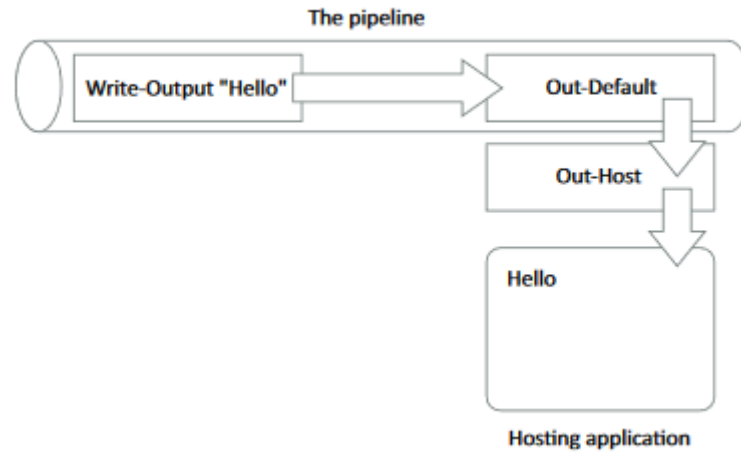 The pipeline
Write-Output "Hello"
Out-Default
Out-Host
Hello
Hosting application